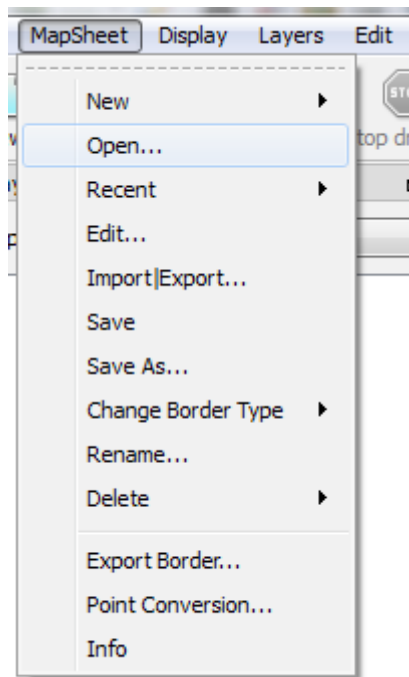 MapSheet Display Layers Edit
New
Open...
top
Recent
Edit...
Import|Export...
Save
Save As...
Change Border Type
Rename...
Delete
Export Border...
Point Conversion...
Info